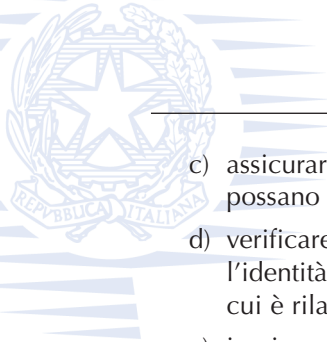 REPVBBLICA ITALIANA
c) assicurar
possano
d) verificare
l'identità
cui è rila